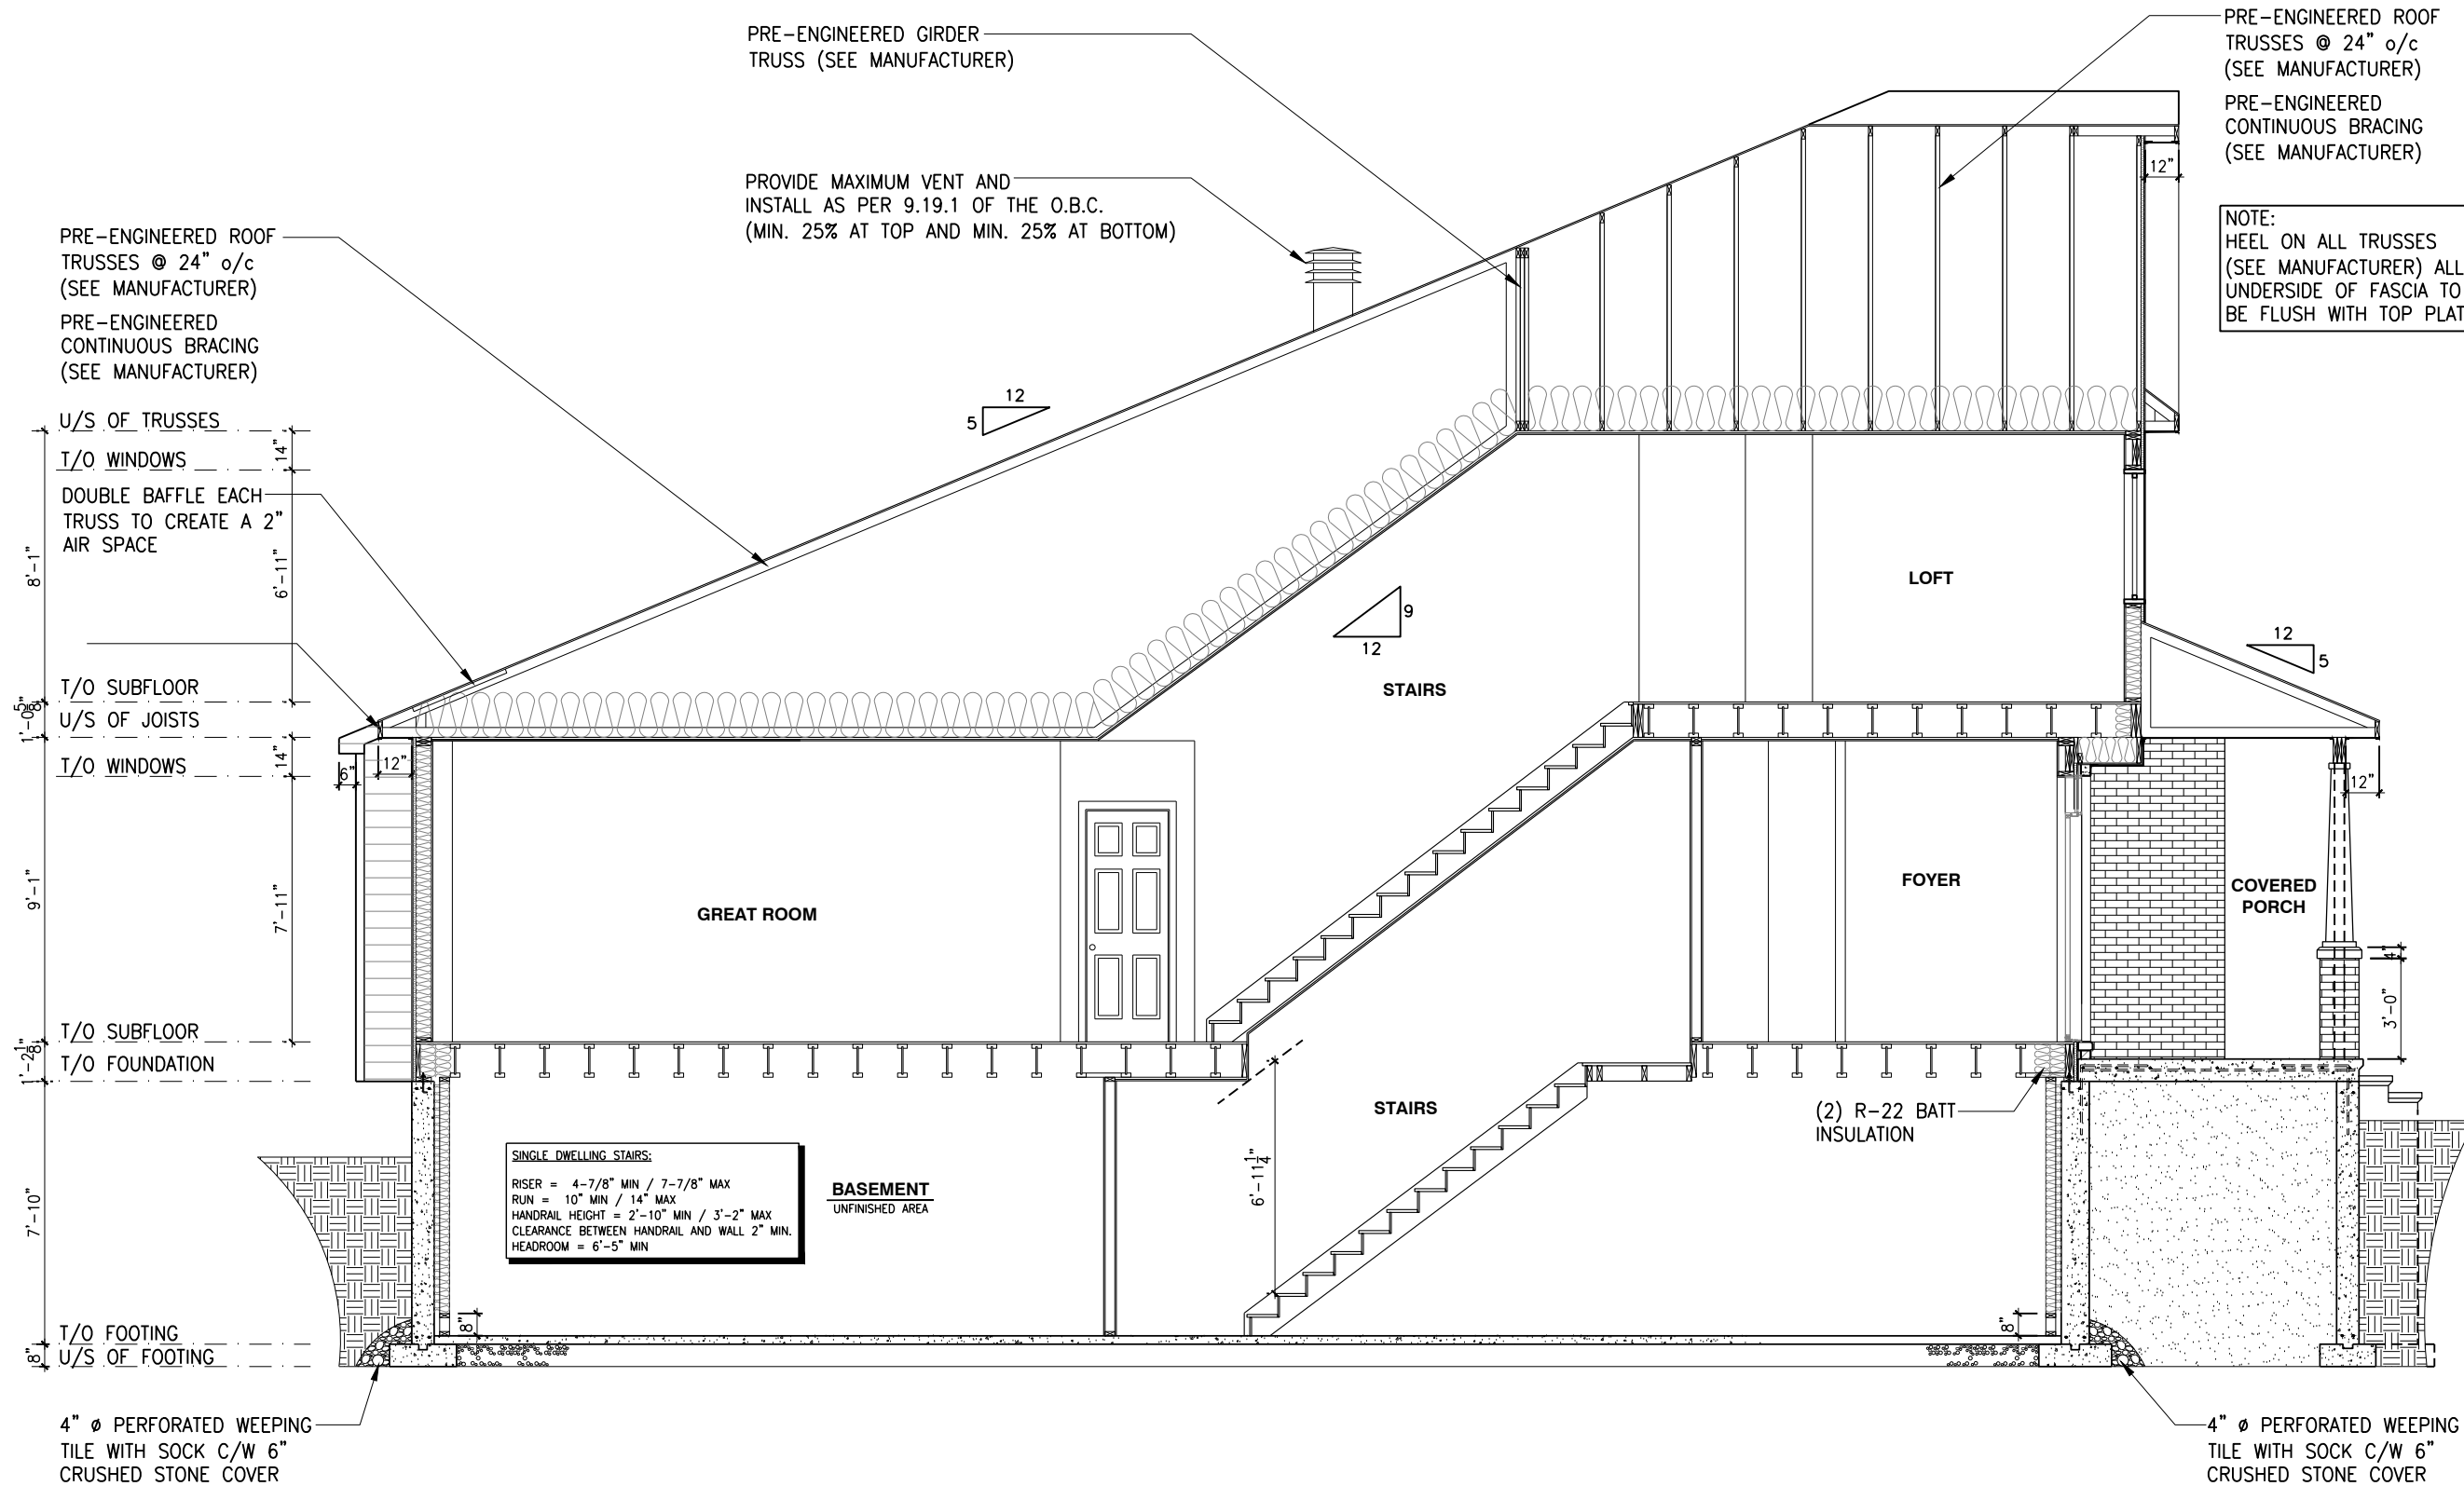 PRE-ENGINEERED GIRDER
TRUSS (SEE MANUFACTURER)
PRE-ENGINEERED ROOF
TRUSSES @ 24" o/c
(SEE MANUFACTURER)
PRE-ENGINEERED
CONTINUOUS BRACING
(SEE MANUFACTURER)
12"
PROVIDE MAXIMUM VENT AND
INSTALL AS PER 9.19.1 OF THE O.B.C.
(MIN. 25% AT TOP AND MIN. 25% AT BOTTOM)
NOTE:
HEEL ON ALL TRUSSES
(SEE MANUFACTURER) ALL
UNDERSIDE OF FASCIA TO
BE FLUSH WITH TOP PLAT
PRE-ENGINEERED ROOF
TRUSSES @ 24" o/c
(SEE MANUFACTURER)
PRE-ENGINEERED
CONTINUOUS BRACING
(SEE MANUFACTURER)
12
5
U/S OF TRUSSES
14"
T/O WINDOWS
DOUBLE BAFFLE EACH
TRUSS TO CREATE A 2"
AIR SPACE
8'-1"
6'-11"
LOFT
9
12
STAIRS
12
5
T/O SUBFLOOR
1'-0 5/8"
U/S OF JOISTS
14"
T/O WINDOWS
6"
12"
12"
9'-1"
7'-11"
GREAT ROOM
FOYER
COVERED
PORCH
4"
3'-0"
T/O SUBFLOOR
1'-2 1/8"
T/O FOUNDATION
STAIRS
(2) R-22 BATT
INSULATION
6'-11 1/4"
7'-10"
SINGLE DWELLING STAIRS:
RISER = 4-7/8" MIN / 7-7/8" MAX
RUN = 10" MIN / 14" MAX
HANDRAIL HEIGHT = 2'-10" MIN / 3'-2" MAX
CLEARANCE BETWEEN HANDRAIL AND WALL 2" MIN.
HEADROOM = 6'-5" MIN
BASEMENT
UNFINISHED AREA
8"
8"
T/O FOOTING
8"
U/S OF FOOTING
4" ø PERFORATED WEEPING
TILE WITH SOCK C/W 6"
CRUSHED STONE COVER
4" ø PERFORATED WEEPING
TILE WITH SOCK C/W 6"
CRUSHED STONE COVER